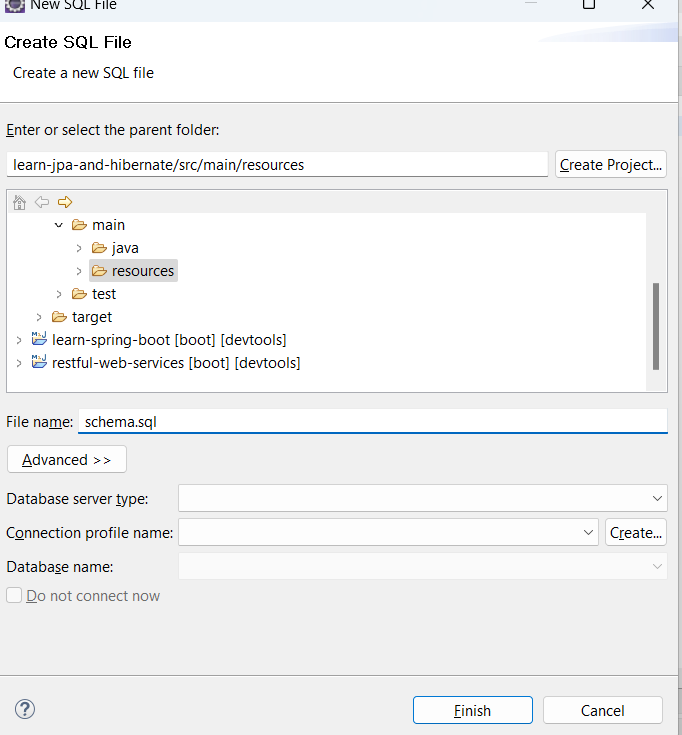 New SQL File
Create SQL File
Create a new SQL file
Enter or select the parent folder:
learn-jpa-and-hibernate/src/main/resources
Create Project...
main
java
resources
test
target
learn-spring-boot [boot] [devtools]
restful-web-services [boot] [devtools]
File name: schema.sql
Advanced >>
Database server type:
Connection profile name: Create...
Database name:
Do not connect now
? Finish Cancel